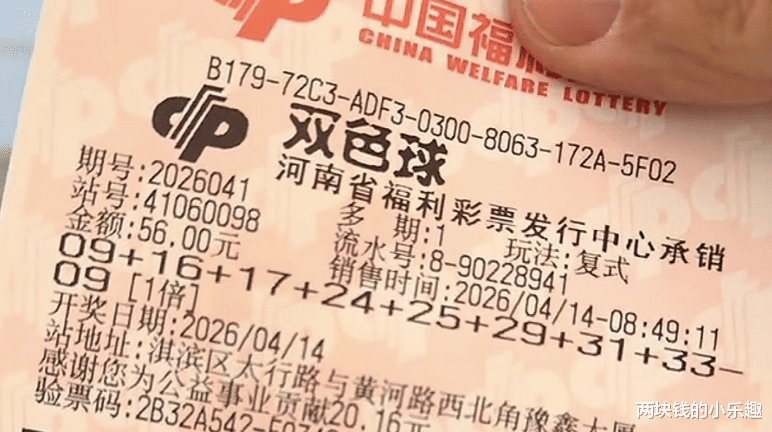 中国福
CHINA WELFARE LOTTERY
B179-72C3-ADF3-0300-8063-172A-5F02
双色球
河南省福利彩票发行中心承销
期号:2026041 多 期:1 玩法:复式
站号:41060098 流水号:8-90228941
金额:56.00元 销售时间:2026/04/14-08:49:11
09+16+17+24+25+29+31+33-
09 [1倍]
开奖日期:2026/04/14
站地址:淇滨区太行路与黄河路西北角豫鑫大厦
感谢您为公益事业贡献20.16元
验票码:2B32A542-
两块钱的小乐趣